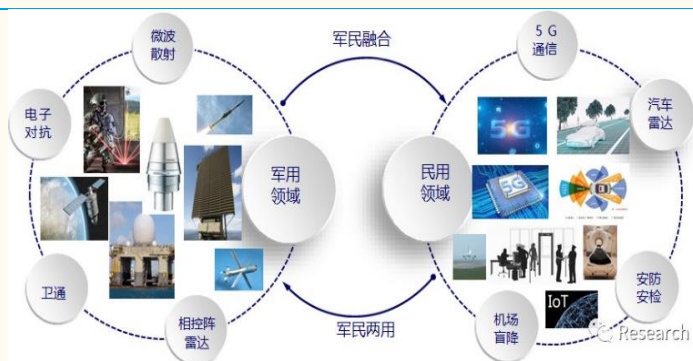 微波
散射
电子
对抗
卫通
相控阵
雷达
军用
领域
军民融合
军民两用
民用
领域
5 G
通信
汽车
雷达
安防
安检
机场
盲降
5G
5G
IoT
Research